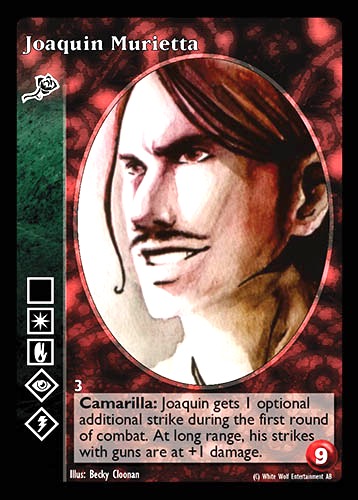 Joaquin Murietta
3
Camarilla: Joaquin gets 1 optional
additional strike during the first round
of combat. At long range, his strikes
with guns are at +1 damage.
9
Illus: Becky Cloonan
(C) White Wolf Entertainment AB